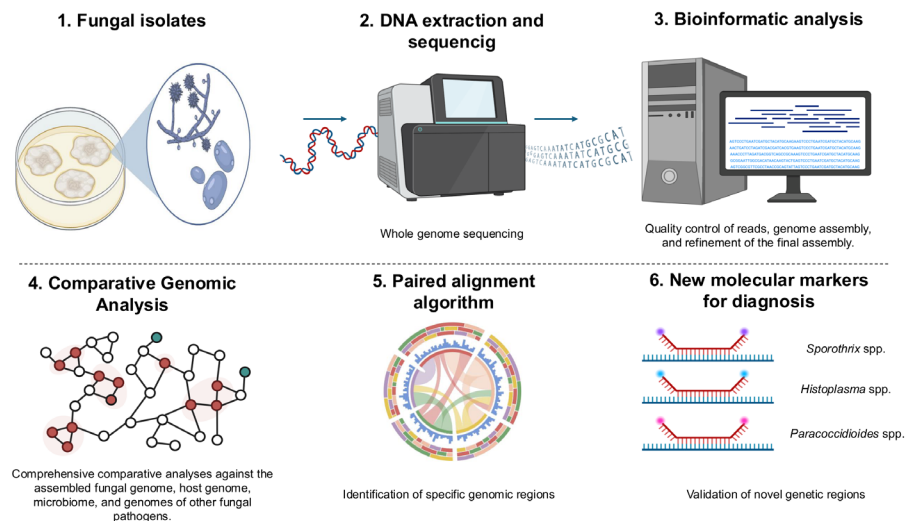 1. Fungal isolates
2. DNA extraction and
sequencig
3. Bioinformatic analysis
Whole genome sequencing
Quality control of reads, genome assembly,
and refinement of the final assembly.
4. Comparative Genomic
Analysis
5. Paired alignment
algorithm
6. New molecular markers
for diagnosis
Sporothrix spp.
Histoplasma spp.
Paracoccidioides spp.
Comprehensive comparative analyses against the
assembled fungal genome, host genome,
microbiome, and genomes of other fungal
pathogens.
Identification of specific genomic regions
Validation of novel genetic regions